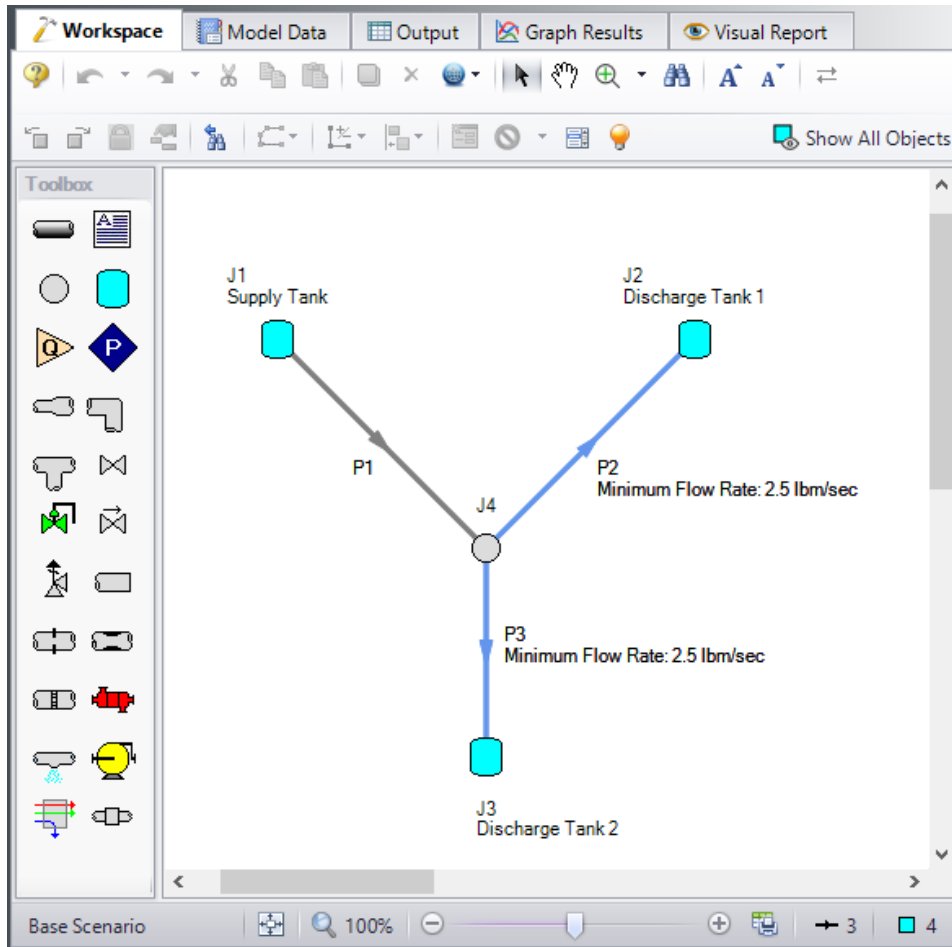 Workspace
Model Data
Output
Graph Results
Visual Report
A A
Show All Objects
Toolbox
A
Q P
J1
Supply Tank
J2
Discharge Tank 1
P1
P2
Minimum Flow Rate: 2.5 lbm/sec
J4
P3
Minimum Flow Rate: 2.5 lbm/sec
J3
Discharge Tank 2
Base Scenario
100%
3
4